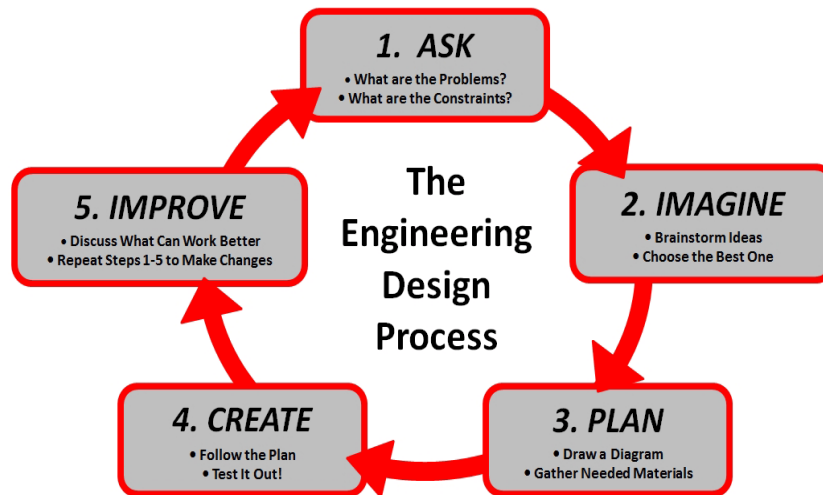 1. ASK
• What are the Problems?
• What are the Constraints?
The
Engineering
Design
Process
2. IMAGINE
• Brainstorm Ideas
• Choose the Best One
3. PLAN
• Draw a Diagram
• Gather Needed Materials
4. CREATE
• Follow the Plan
• Test It Out!
5. IMPROVE
• Discuss What Can Work Better
• Repeat Steps 1-5 to Make Changes